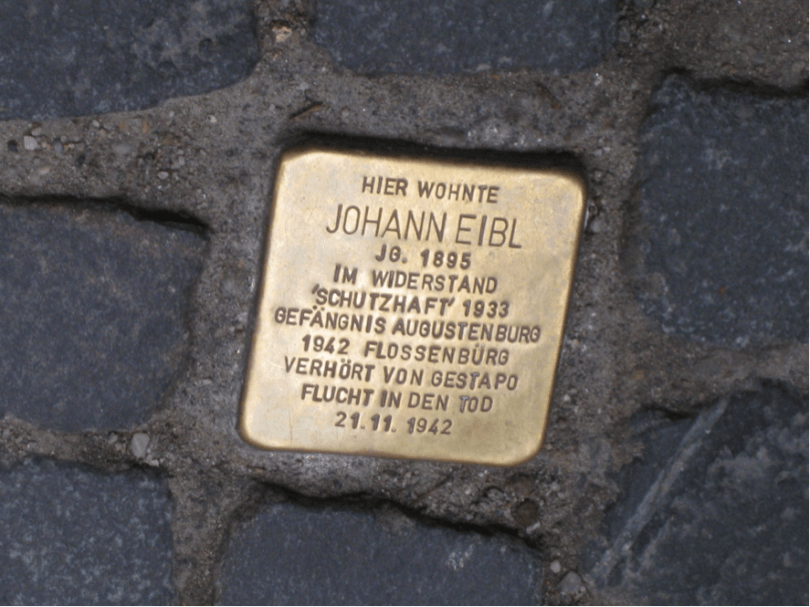 HIER WOHNTE
JOHANN EIBL
JG. 1895
IM WIDERSTAND
'SCHUTZHAFT' 1933
GEFÄNGNIS AUGUSTENBURG
1942 FLOSSENBÜRG
VERHÖRT VON GESTAPO
FLUCHT IN DEN TOD
21.11.1942